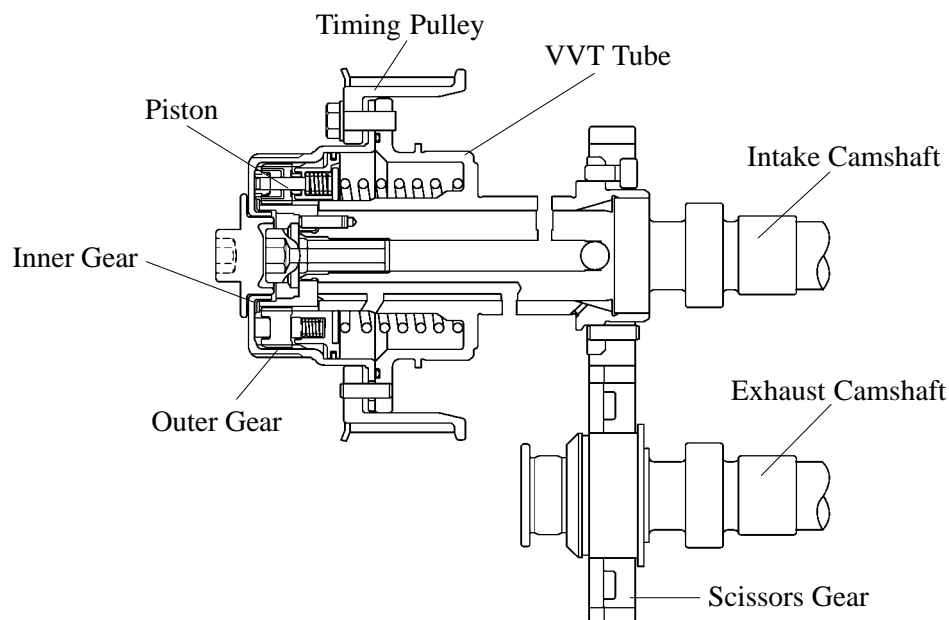 Timing Pulley
VVT Tube
Piston
Intake Camshaft
Inner Gear
Exhaust Camshaft
Outer Gear
Scissors Gear